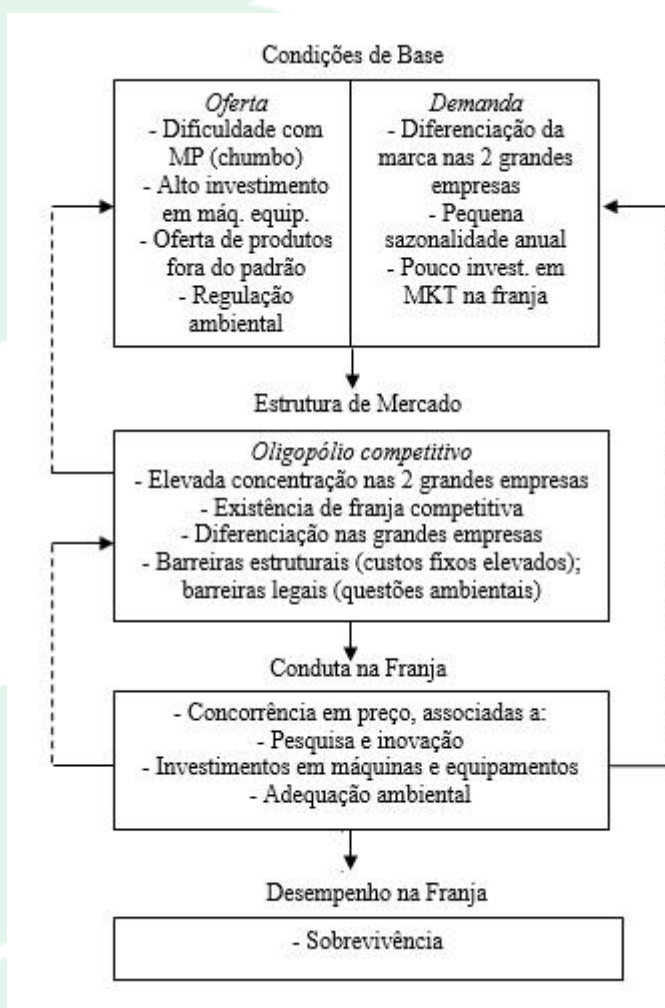 Condições de Base
Oferta
- Dificuldade com
MP (chumbo)
- Alto investimento
em máq. equip.
- Oferta de produtos
fora do padrão
- Regulação
ambiental
Demanda
- Diferenciação da
marca nas 2 grandes
empresas
- Pequena
sazonalidade anual
- Pouco invest. em
MKT na franja
Estrutura de Mercado
Oligopólio competitivo
- Elevada concentração nas 2 grandes empresas
- Existência de franja competitiva
- Diferenciação nas grandes empresas
- Barreiras estruturais (custos fixos elevados);
barreiras legais (questões ambientais)
Conduta na Franja
- Concorrência em preço, associadas a:
- Pesquisa e inovação
- Investimentos em máquinas e equipamentos
- Adequação ambiental
Desempenho na Franja
- Sobrevivência